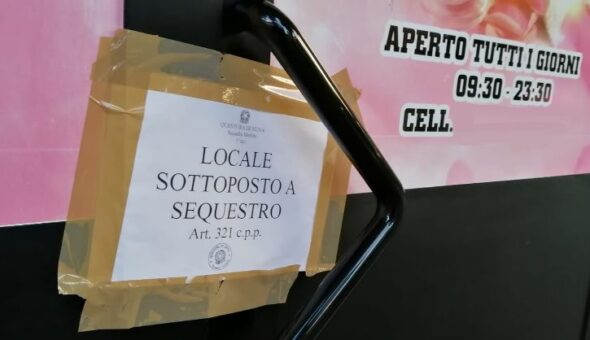 LOCALE
SOTTOPOSTO A
SEQUESTRO
Art. 321 c.p.p.
APERTO TUTTI I GIORNI
09:30 - 23:30
CELL.